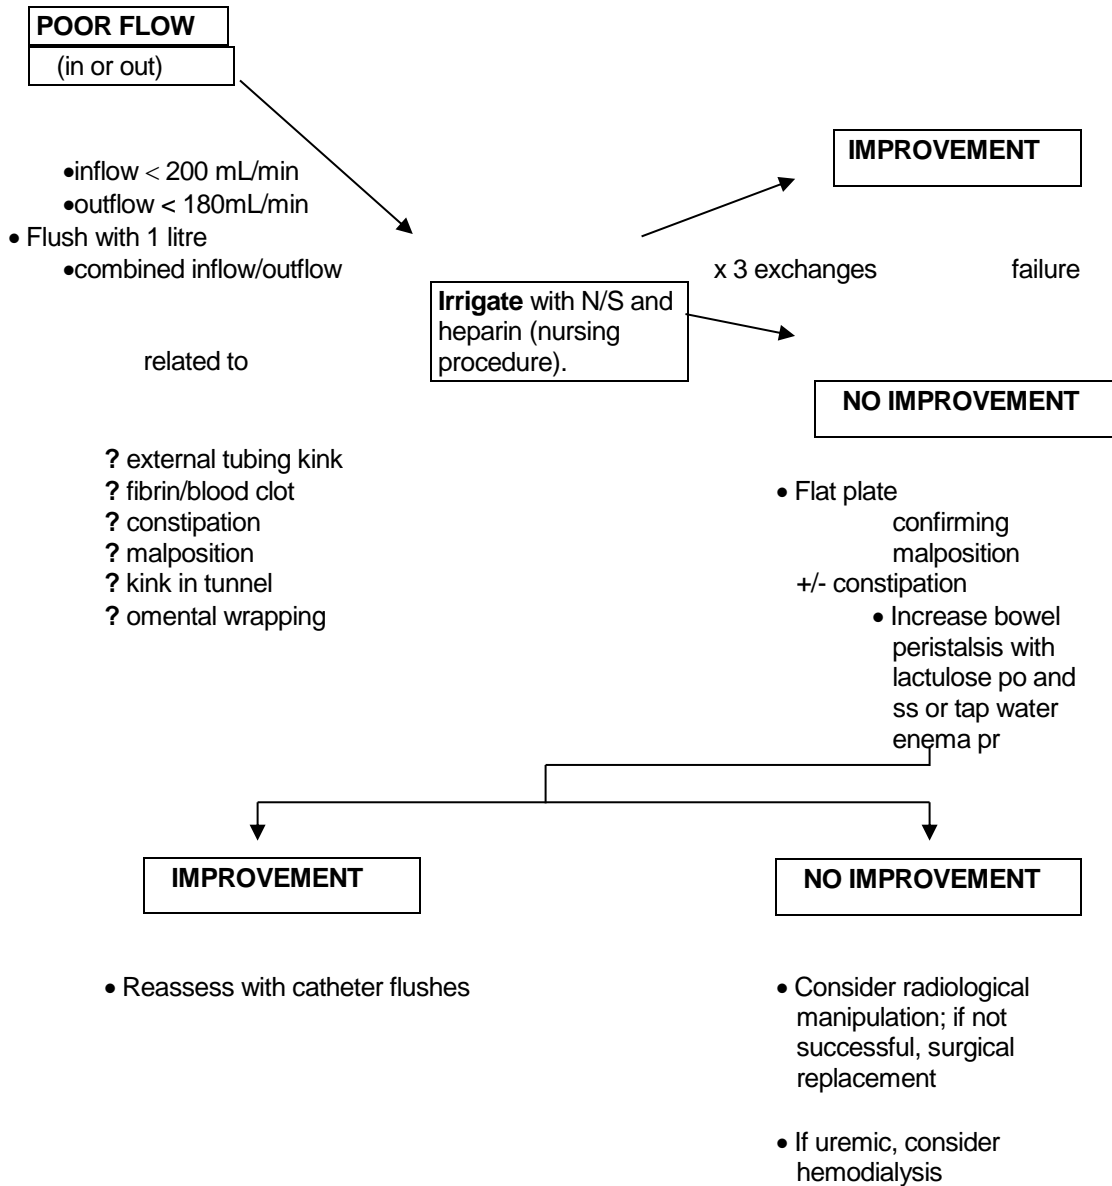 POOR FLOW
(in or out)
IMPROVEMENT
•inflow < 200 mL/min
•outflow < 180mL/min
• Flush with 1 litre
•combined inflow/outflow
x 3 exchanges
failure
Irrigate with N/S and
heparin (nursing
procedure).
related to
NO IMPROVEMENT
? external tubing kink
? fibrin/blood clot
? constipation
? malposition
? kink in tunnel
? omental wrapping
• Flat plate
confirming
malposition
+/- constipation
• Increase bowel
peristalsis with
lactulose po and
ss or tap water
enema pr
IMPROVEMENT
NO IMPROVEMENT
• Reassess with catheter flushes
• Consider radiological
manipulation; if not
successful, surgical
replacement
• If uremic, consider
hemodialysis